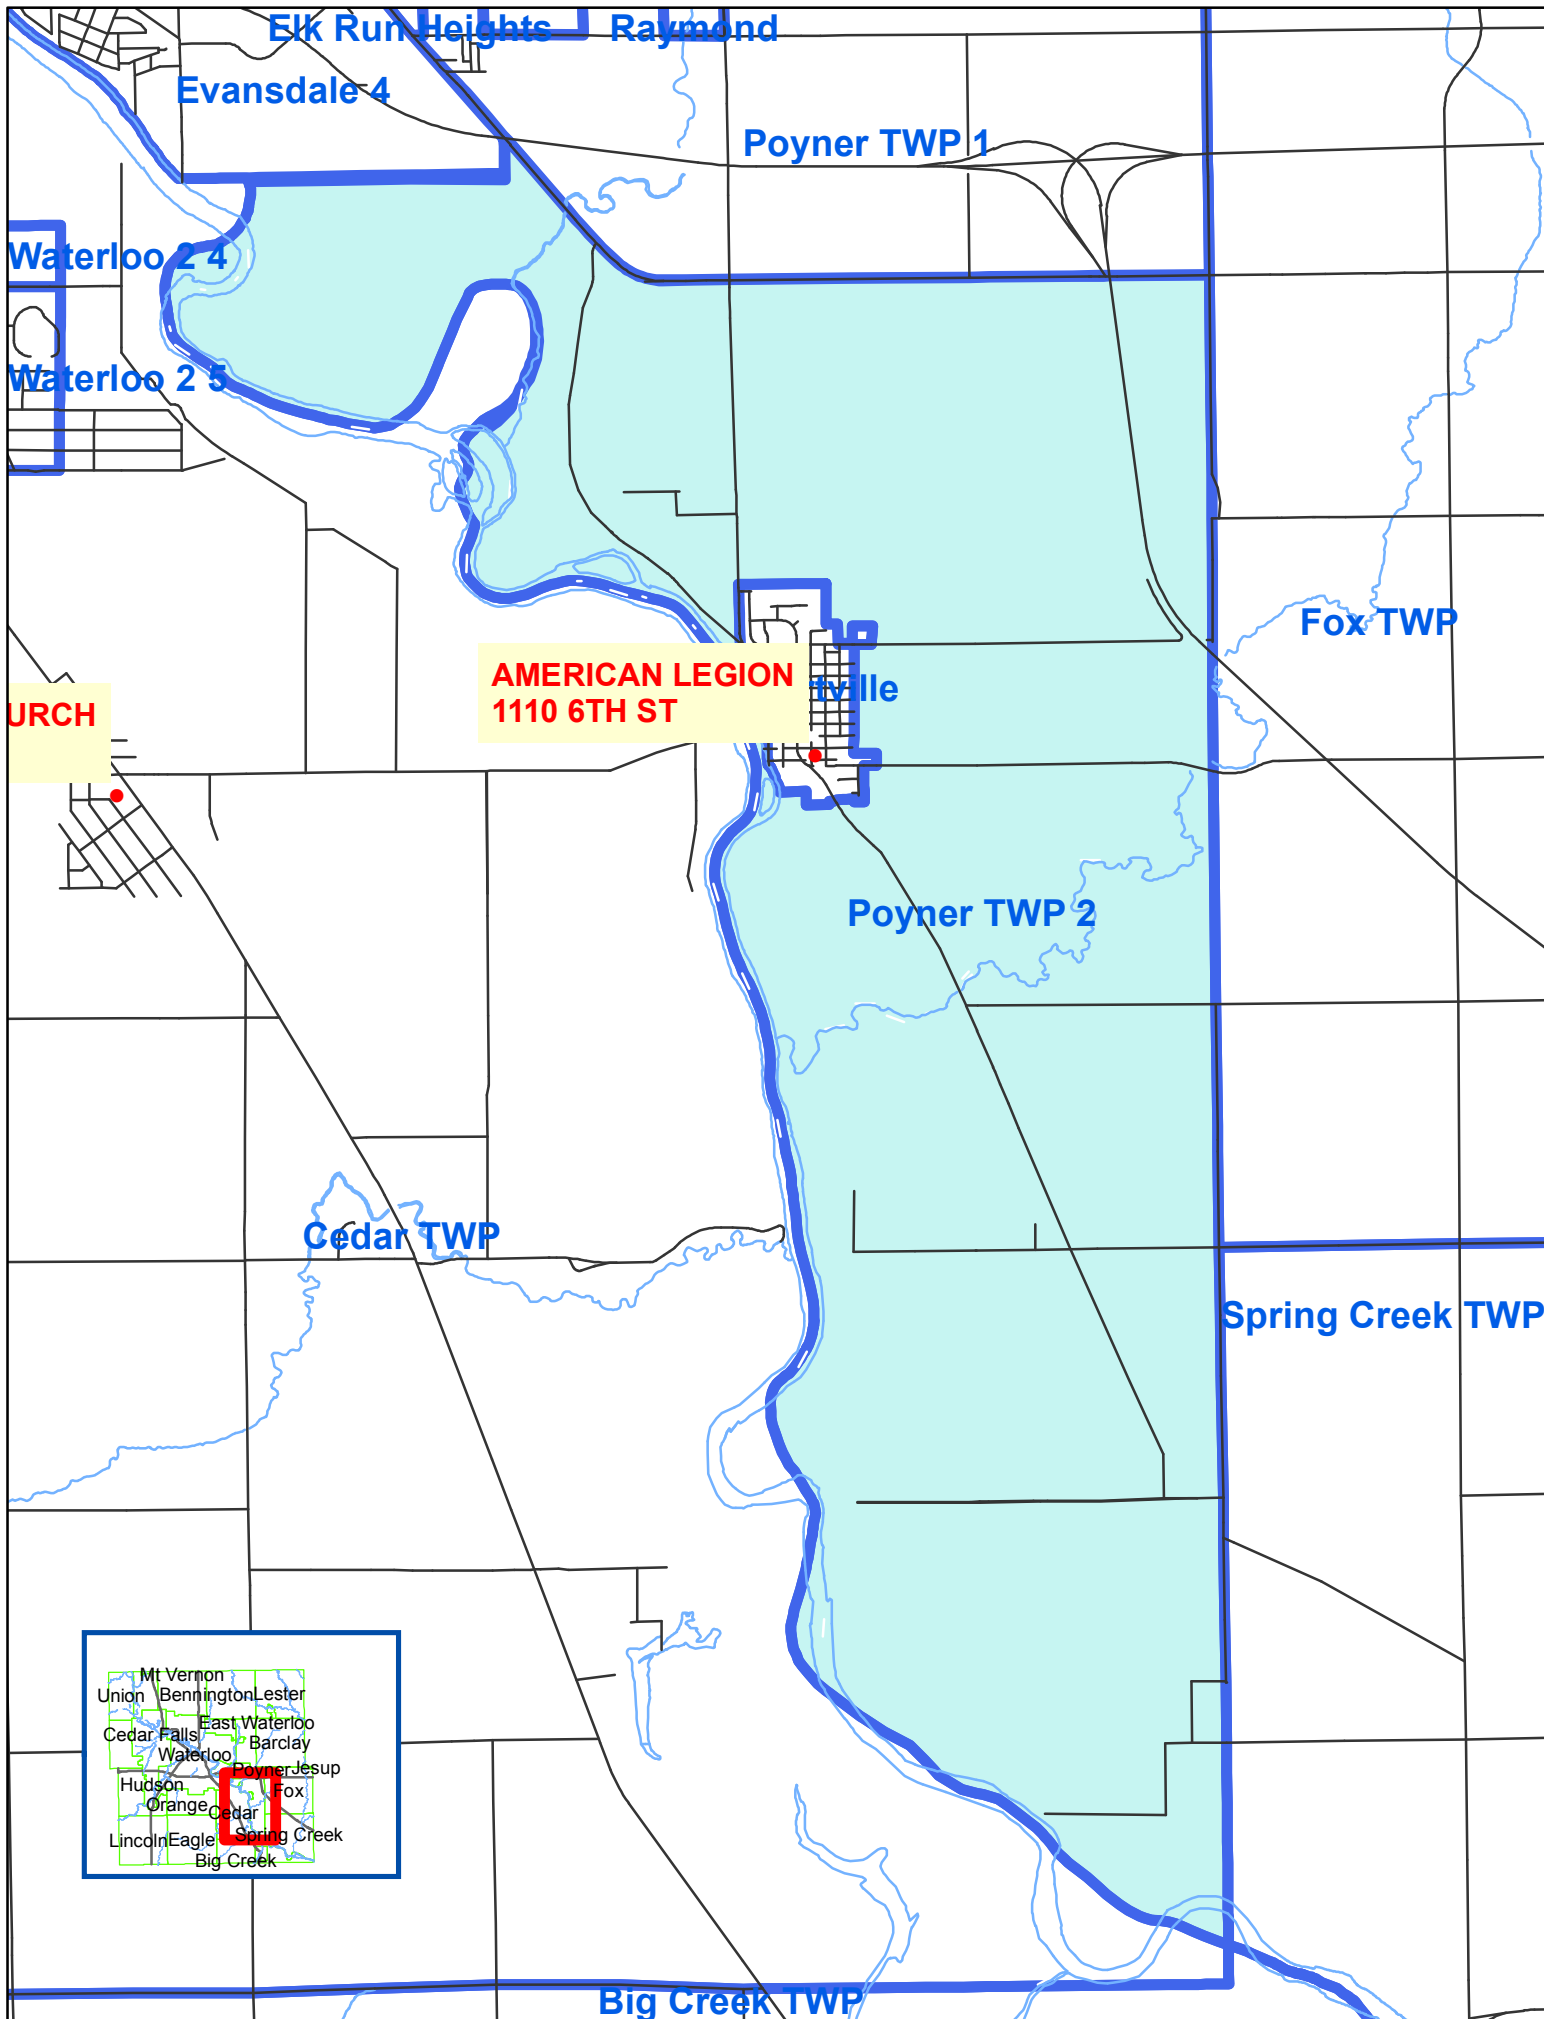 Elk Run Heights
Raymond
Evansdale 4
Poyner TWP 1
Waterloo 2 4
Waterloo 2 5
Fox TWP
AMERICAN LEGION
1110 6TH ST
tville
URCH
Poyner TWP 2
Cedar TWP
Spring Creek TWP
Mt Vernon
Union
Bennington
Lester
East Waterloo
Cedar Falls
Barclay
Waterloo
Poyner
Jesup
Hudson
Fox
Orange
Cedar
Spring Creek
Lincoln
Eagle
Big Creek
Big Creek TWP